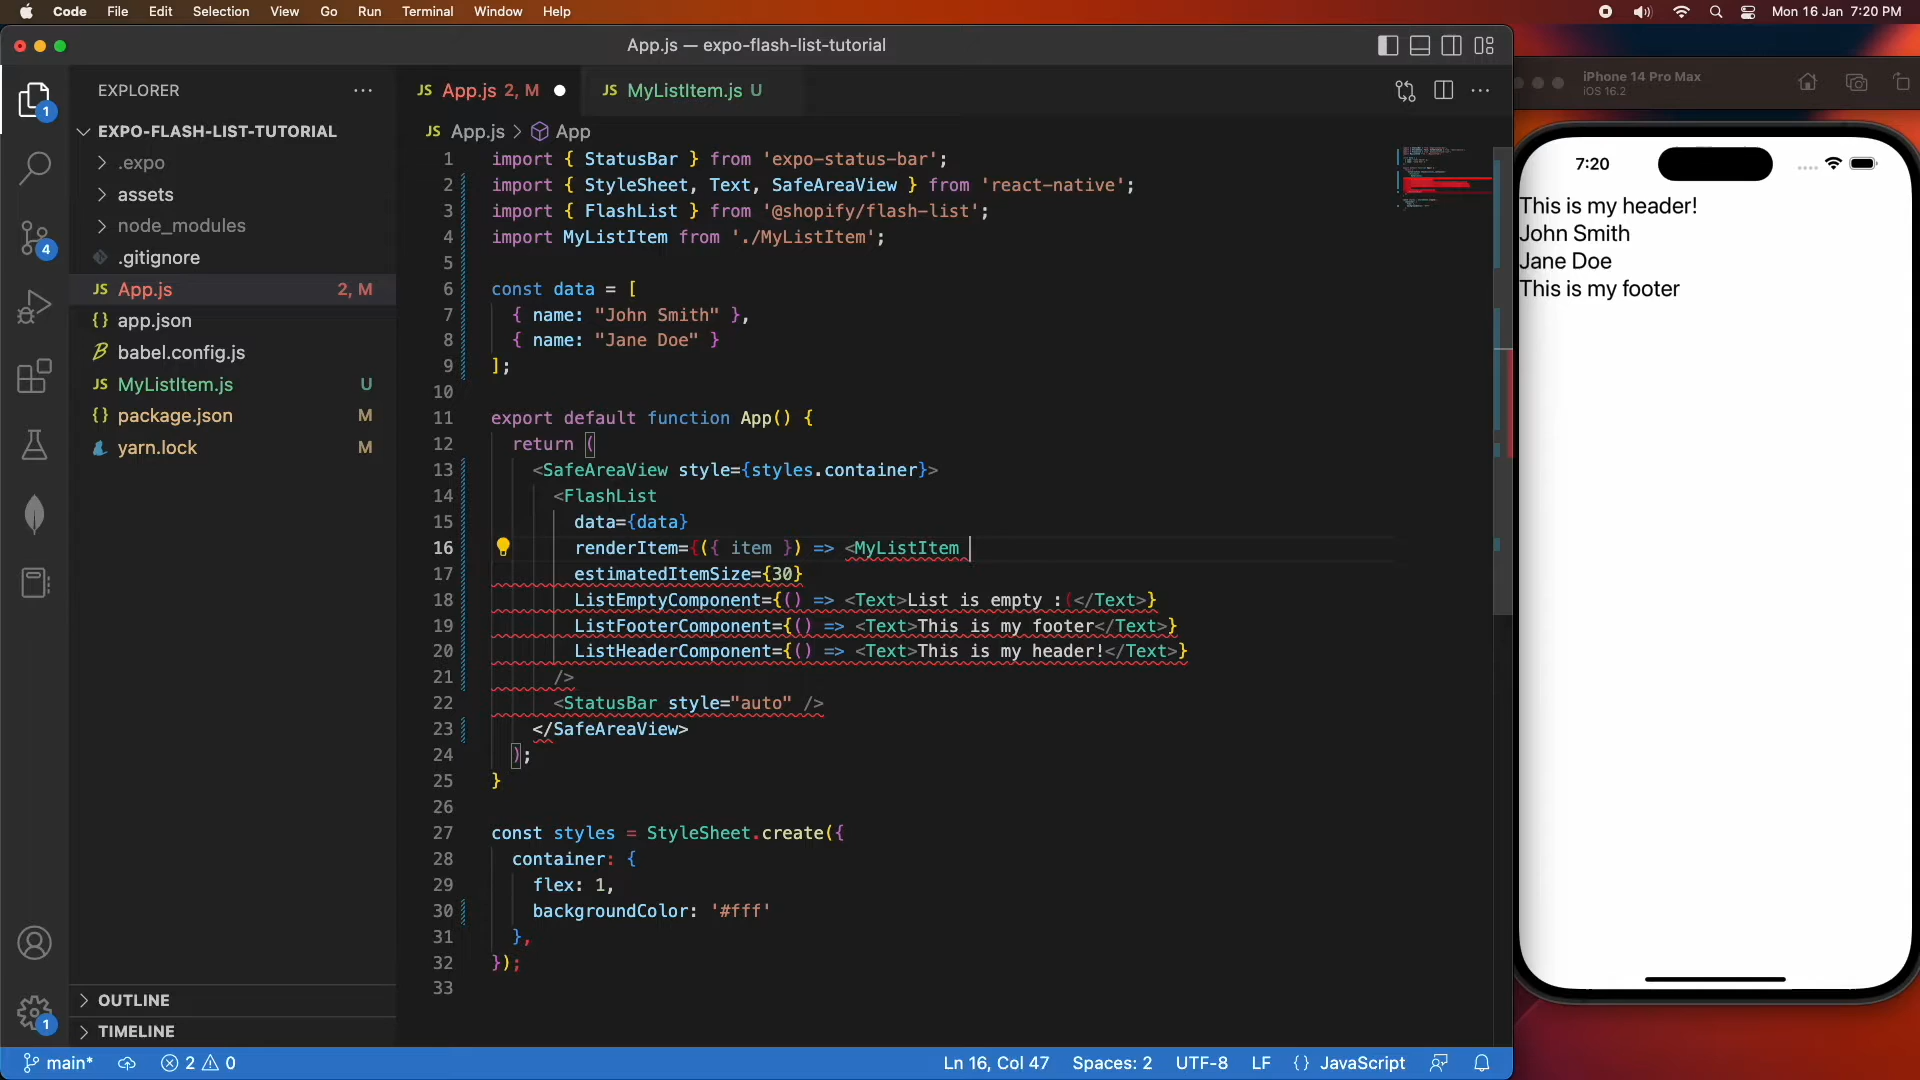 Code File Edit Selection View Go Run Terminal Window Help
Mon 16 Jan 7:20 PM
App.js — expo-flash-list-tutorial
EXPLORER
1
4
EXPO-FLASH-LIST-TUTORIAL
.expo
assets
node_modules
.gitignore
JS App.js 2, M
{} app.json
babel.config.js
JS MyListItem.js U
{} package.json M
yarn.lock M
OUTLINE
1
TIMELINE
JS App.js 2, M
JS MyListItem.js U
JS App.js > App
1 import { StatusBar } from 'expo-status-bar';
2 import { StyleSheet, Text, SafeAreaView } from 'react-native';
3 import { FlashList } from '@shopify/flash-list';
4 import MyListItem from './MyListItem';
5
6 const data = [
7 { name: "John Smith" },
8 { name: "Jane Doe" }
9 ];
10
11 export default function App() {
12 return (
13 <SafeAreaView style={styles.container}>
14 <FlashList
15 data={data}
16 renderItem={({ item }) => <MyListItem
17 estimatedItemSize={30}
18 ListEmptyComponent={() => <Text>List is empty :(</Text>}
19 ListFooterComponent={() => <Text>This is my footer</Text>}
20 ListHeaderComponent={() => <Text>This is my header!</Text>}
21 />
22 <StatusBar style="auto" />
23 </SafeAreaView>
24 );
25 }
26
27 const styles = StyleSheet.create({
28 container: {
29 flex: 1,
30 backgroundColor: '#fff'
31 },
32 });
33
main* 2 0
Ln 16, Col 47 Spaces: 2 UTF-8 LF {} JavaScript
iPhone 14 Pro Max
iOS 16.2
7:20
This is my header!
John Smith
Jane Doe
This is my footer